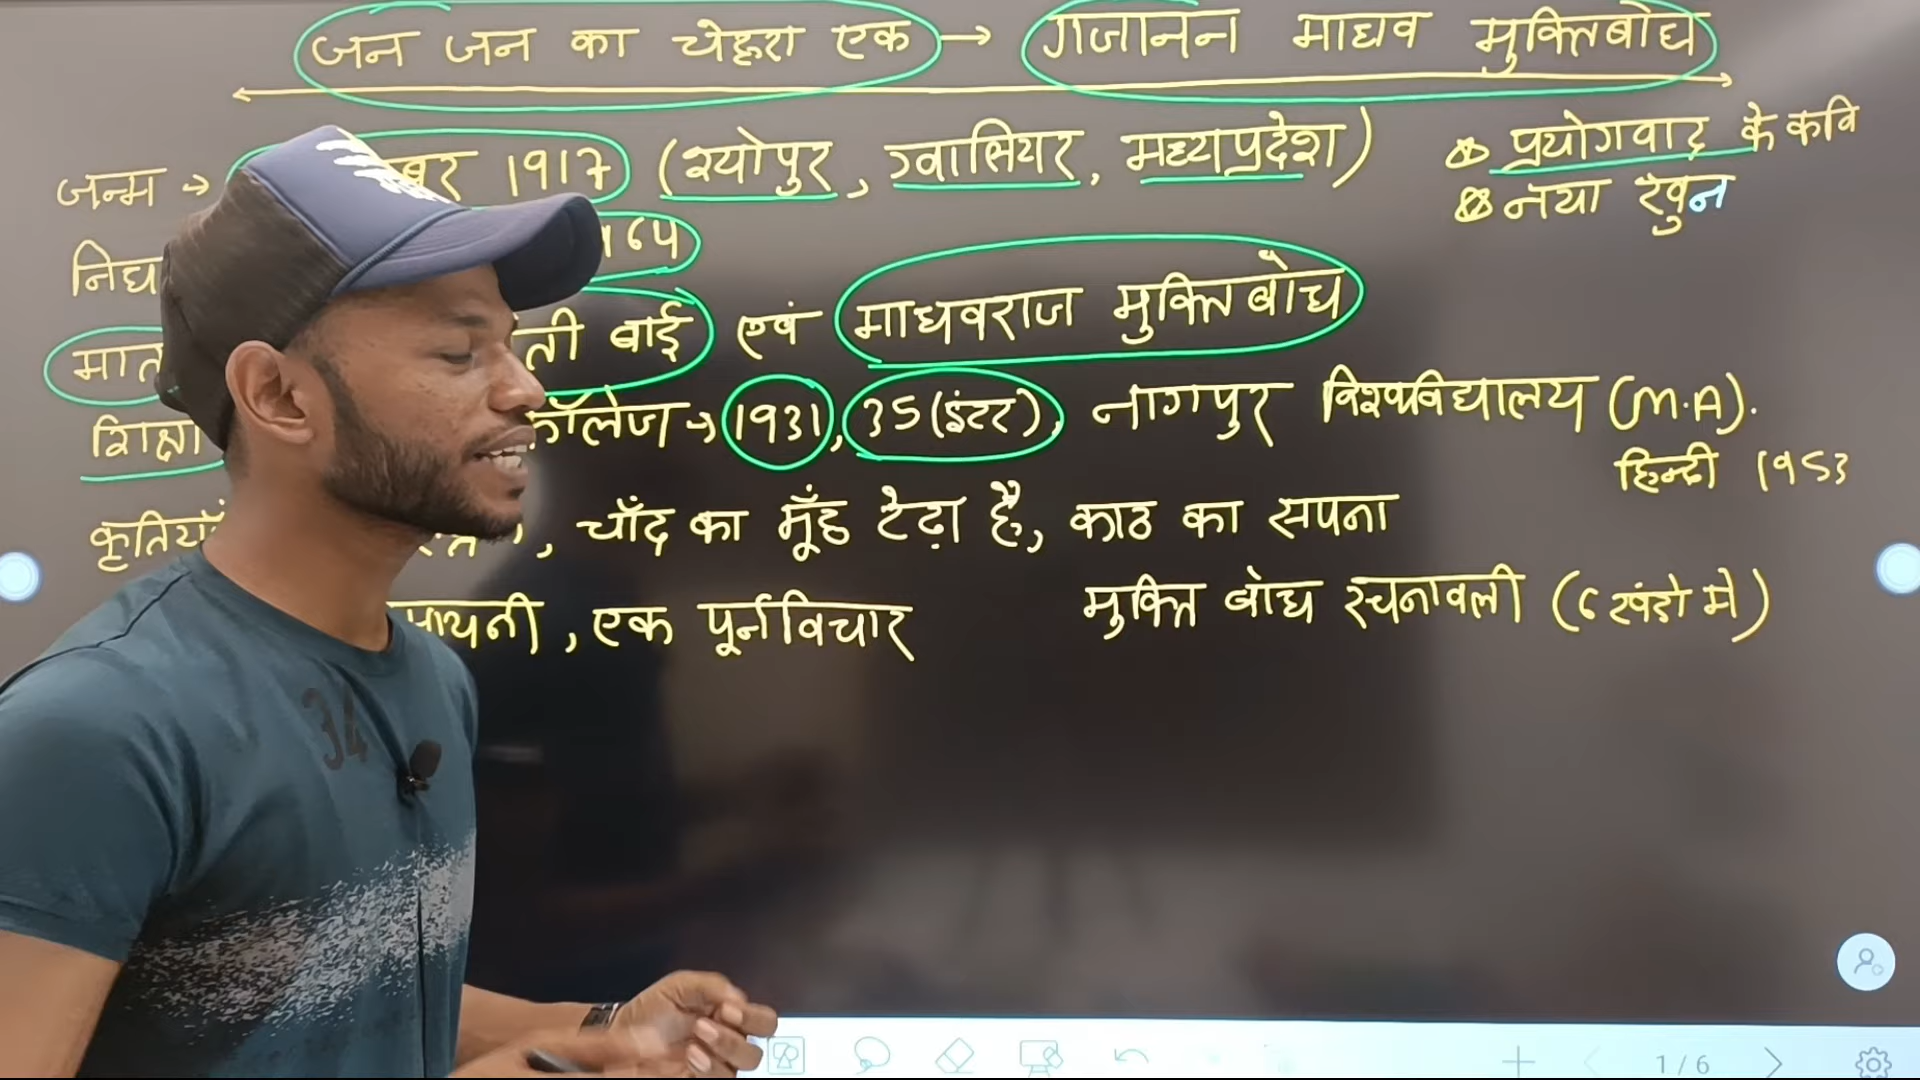 जन जन का चेहरा एक → गजानन माधव मुक्तिबोध
जन्म → 1917 (श्योपुर, ग्वालियर, मध्यप्रदेश)
प्रयोगवाद के कवि
नया खुन
64
बाई एवं माधवराज मुक्तिबोध
शिक्षा कॉलेज → 1931, 35 (इंटर), नागपुर विश्वविद्यालय (M.A).
हिन्दी 1953
चाँद का मूँह टेढ़ा है, काठ का सपना
एक पूर्नविचार मुक्ति बोध रचनावली (6 खंडो में)
34
1 / 6